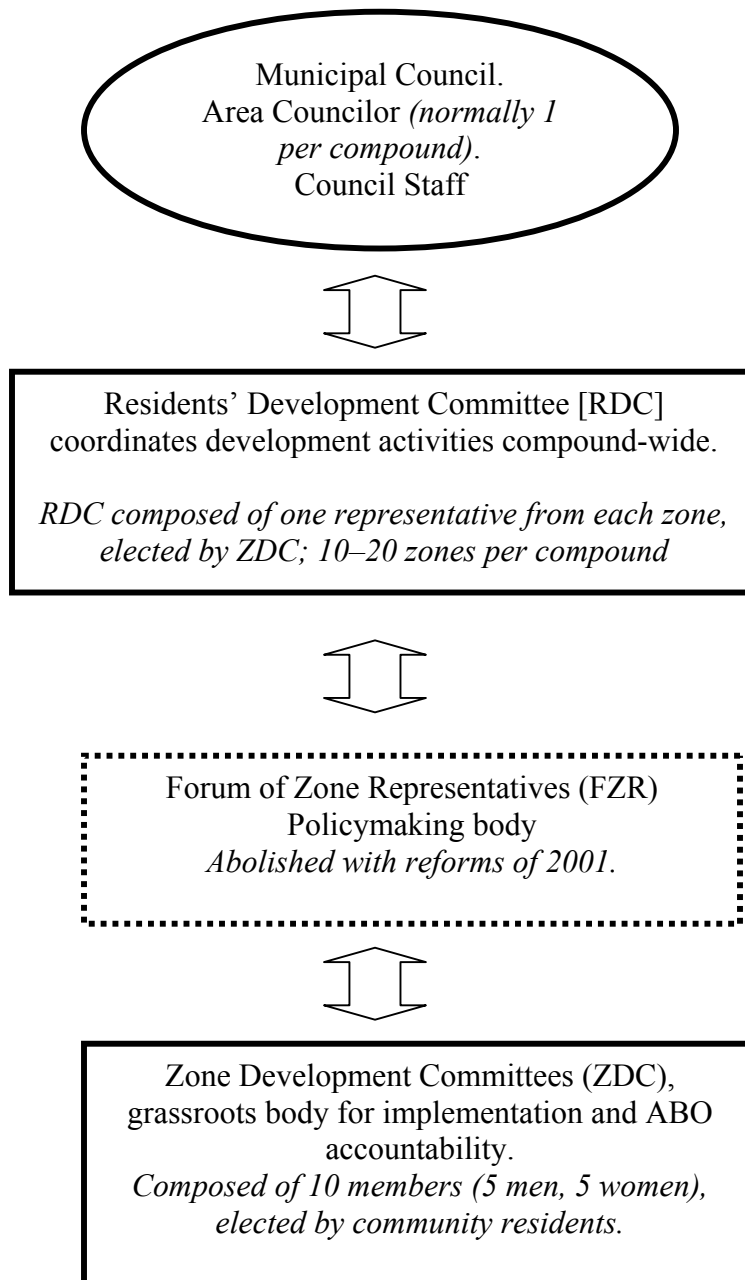 Municipal Council.
Area Councilor (normally 1
per compound).
Council Staff
Residents’ Development Committee [RDC]
coordinates development activities compound-wide.
RDC composed of one representative from each zone,
elected by ZDC; 10–20 zones per compound
Forum of Zone Representatives (FZR)
Policymaking body
Abolished with reforms of 2001.
Zone Development Committees (ZDC),
grassroots body for implementation and ABO
accountability.
Composed of 10 members (5 men, 5 women),
elected by community residents.